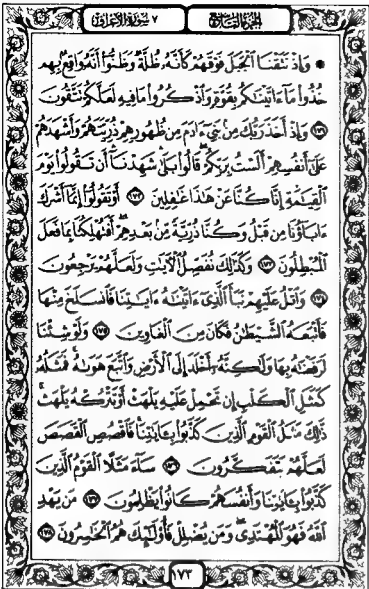 الجزء التاسع ٧ سورة الأعراف
۞ وَإِذْ نَتَقْنَا ٱلْجَبَلَ فَوْقَهُمْ كَأَنَّهُۥ ظُلَّةٌ وَظَنُّوٓا۟ أَنَّهُۥ وَاقِعٌۢ بِهِمْ
خُذُوا۟ مَآ ءَاتَيْنَٰكُم بِقُوَّةٍ وَٱذْكُرُوا۟ مَا فِيهِ لَعَلَّكُمْ تَتَّقُونَ
﴿١٧١﴾ وَإِذْ أَخَذَ رَبُّكَ مِنۢ بَنِىٓ ءَادَمَ مِن ظُهُورِهِمْ ذُرِّيَّتَهُمْ وَأَشْهَدَهُمْ
عَلَىٰٓ أَنفُسِهِمْ أَلَسْتُ بِرَبِّكُمْ قَالُوا۟ بَلَىٰ شَهِدْنَآ أَن تَقُولُوا۟ يَوْمَ
ٱلْقِيَٰمَةِ إِنَّا كُنَّا عَنْ هَٰذَا غَٰفِلِينَ ﴿١٧٢﴾ أَوْ تَقُولُوٓا۟ إِنَّمَآ أَشْرَكَ
ءَابَآؤُنَا مِن قَبْلُ وَكُنَّا ذُرِّيَّةً مِّنۢ بَعْدِهِمْ أَفَتُهْلِكُنَا بِمَا فَعَلَ
ٱلْمُبْطِلُونَ ﴿١٧٣﴾ وَكَذَٰلِكَ نُفَصِّلُ ٱلْءَايَٰتِ وَلَعَلَّهُمْ يَرْجِعُونَ
﴿١٧٤﴾ وَٱتْلُ عَلَيْهِمْ نَبَأَ ٱلَّذِىٓ ءَاتَيْنَٰهُ ءَايَٰتِنَا فَٱنسَلَخَ مِنْهَا
فَأَتْبَعَهُ ٱلشَّيْطَٰنُ فَكَانَ مِنَ ٱلْغَاوِينَ ﴿١٧٥﴾ وَلَوْ شِئْنَا
لَرَفَعْنَٰهُ بِهَا وَلَٰكِنَّهُۥٓ أَخْلَدَ إِلَى ٱلْأَرْضِ وَٱتَّبَعَ هَوَىٰهُ فَمَثَلُهُۥ
كَمَثَلِ ٱلْكَلْبِ إِن تَحْمِلْ عَلَيْهِ يَلْهَثْ أَوْ تَتْرُكْهُ يَلْهَث
ذَّٰلِكَ مَثَلُ ٱلْقَوْمِ ٱلَّذِينَ كَذَّبُوا۟ بِـَٔايَٰتِنَا فَٱقْصُصِ ٱلْقَصَصَ
لَعَلَّهُمْ يَتَفَكَّرُونَ ﴿١٧٦﴾ سَآءَ مَثَلًا ٱلْقَوْمُ ٱلَّذِينَ
كَذَّبُوا۟ بِـَٔايَٰتِنَا وَأَنفُسَهُمْ كَانُوا۟ يَظْلِمُونَ ﴿١٧٧﴾ مَن يَهْدِ
ٱللَّهُ فَهُوَ ٱلْمُهْتَدِى وَمَن يُضْلِلْ فَأُو۟لَٰٓئِكَ هُمُ ٱلْخَٰسِرُونَ ﴿١٧٨﴾
١٧٣